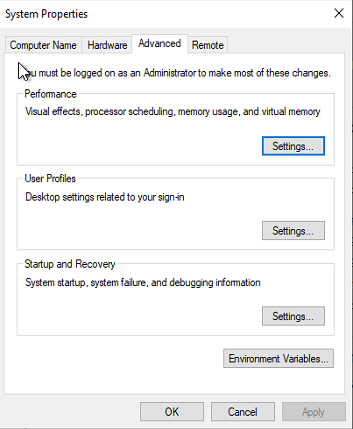 System Properties
Computer Name Hardware Advanced Remote
must be logged on as an Administrator to make most of these changes.
Performance
Visual effects, processor scheduling, memory usage, and virtual memory
Settings...
User Profiles
Desktop settings related to your sign-in
Settings...
Startup and Recovery
System startup, system failure, and debugging information
Settings...
Environment Variables...
OK Cancel Apply